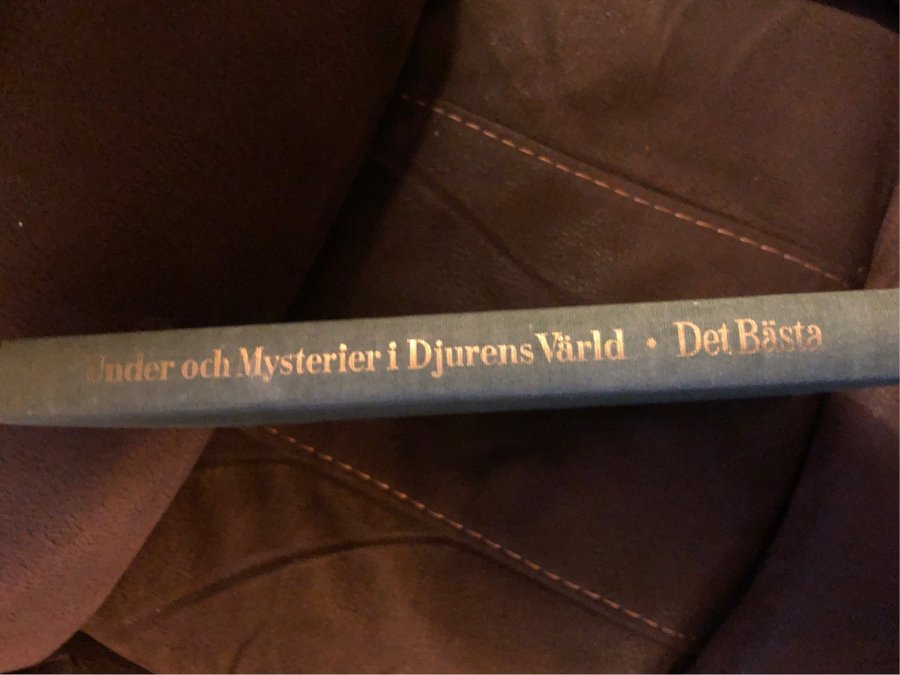 Under och Mysterier i Djurens Värld • Det Bästa